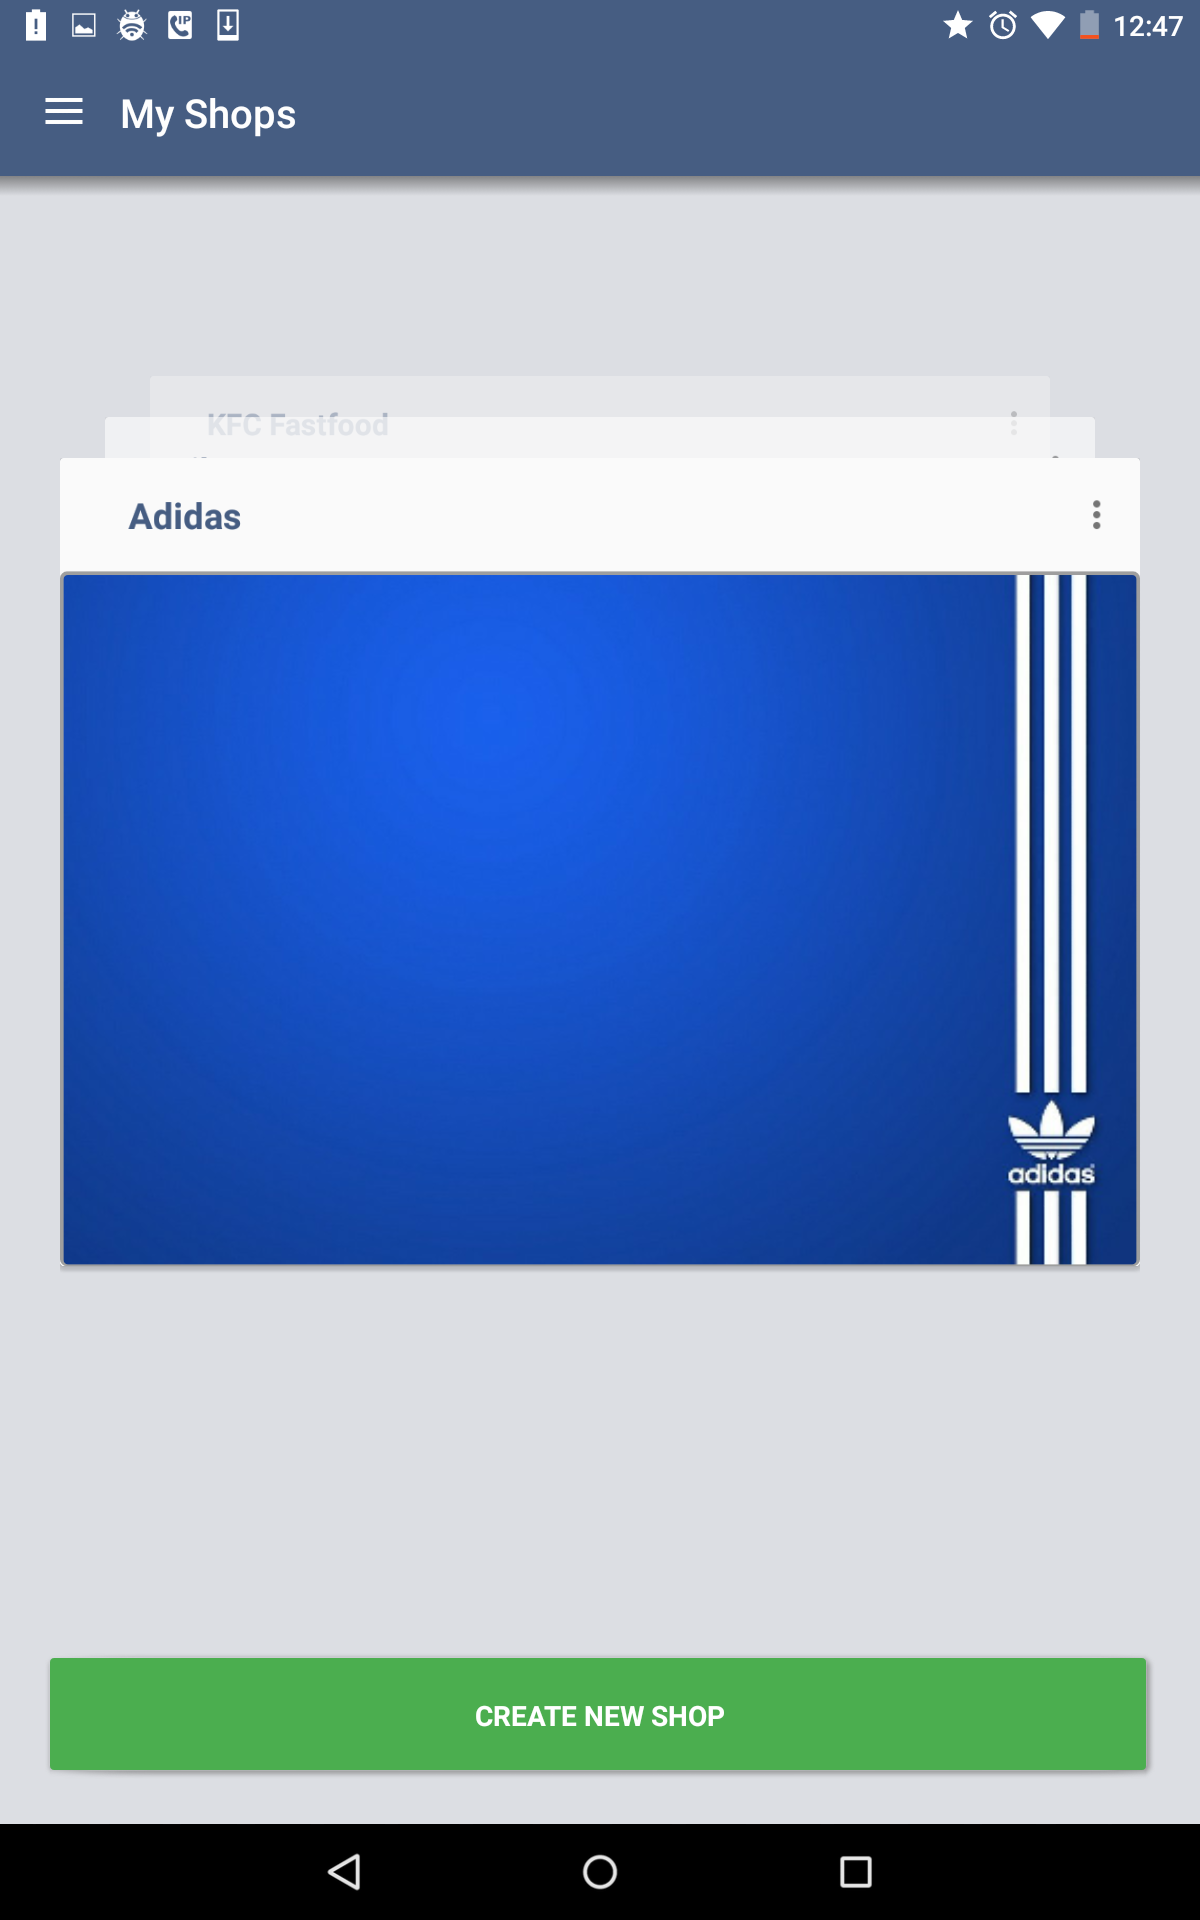 12:47
My Shops
KFC Fastfood
Adidas
adidas
CREATE NEW SHOP